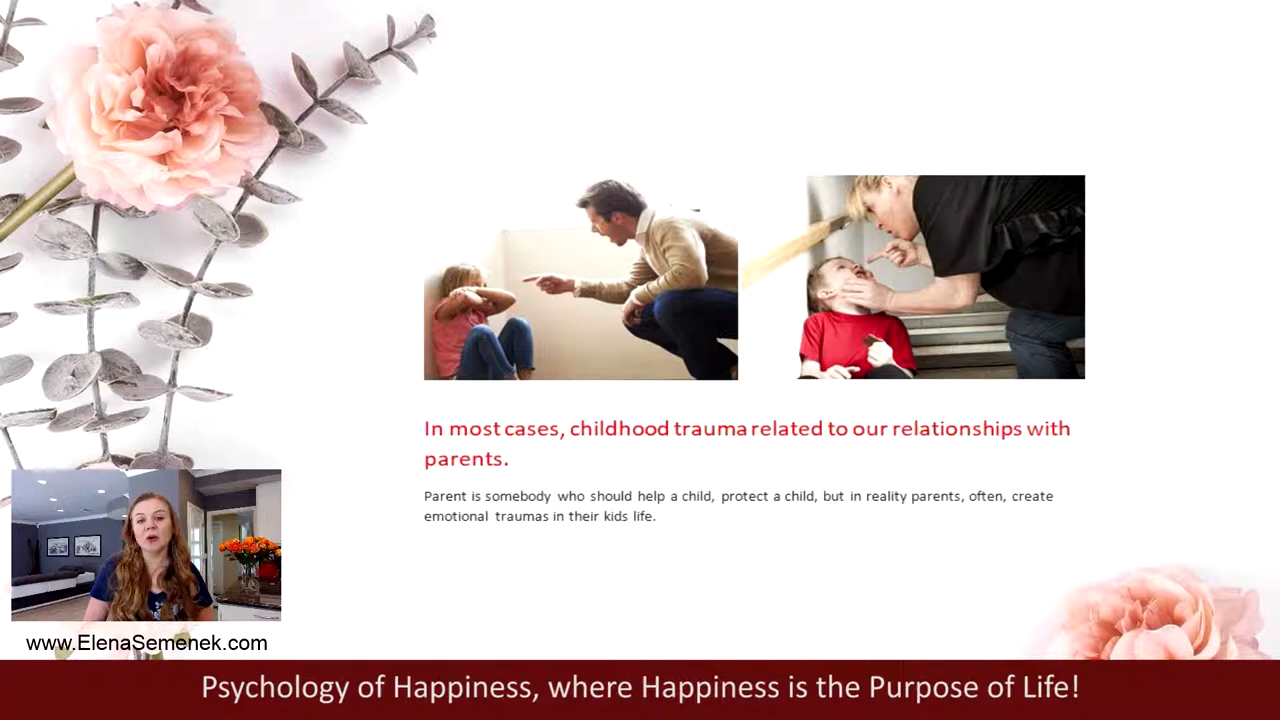 In most cases, childhood trauma related to our relationships with
parents.
Parent is somebody who should help a child, protect a child, but in reality parents, often, create
emotional traumas in their kids life.
www.ElenaSemenek.com
Psychology of Happiness, where Happiness is the Purpose of Life!